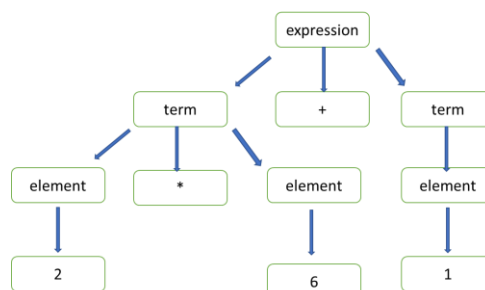 expression
term
+
term
element
*
element
element
2
6
1